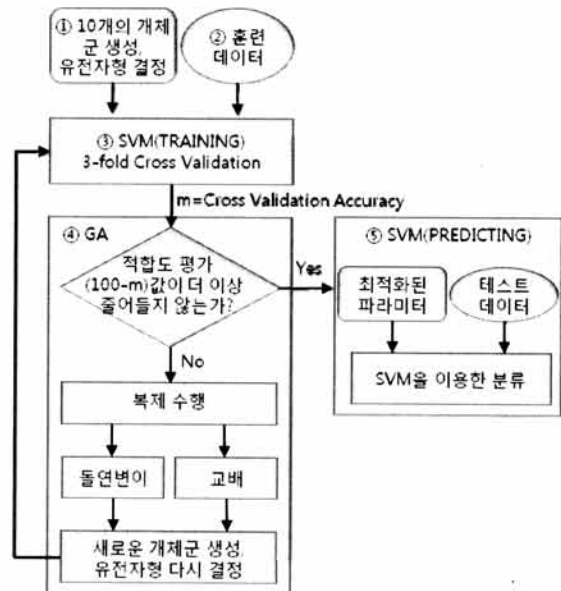 ① 10개의 개체
군 생성,
유전자형 결정
② 훈련
데이터
③ SVM(TRAINING)
3-fold Cross Validation
m=Cross Validation Accuracy
④ GA
적합도 평가
(100-m)값이 더 이상
줄어들지 않는가?
Yes
No
복제 수행
돌연변이
교배
새로운 개체군 생성,
유전자형 다시 결정
⑤ SVM(PREDICTING)
최적화된
파라미터
테스트
데이터
SVM을 이용한 분류